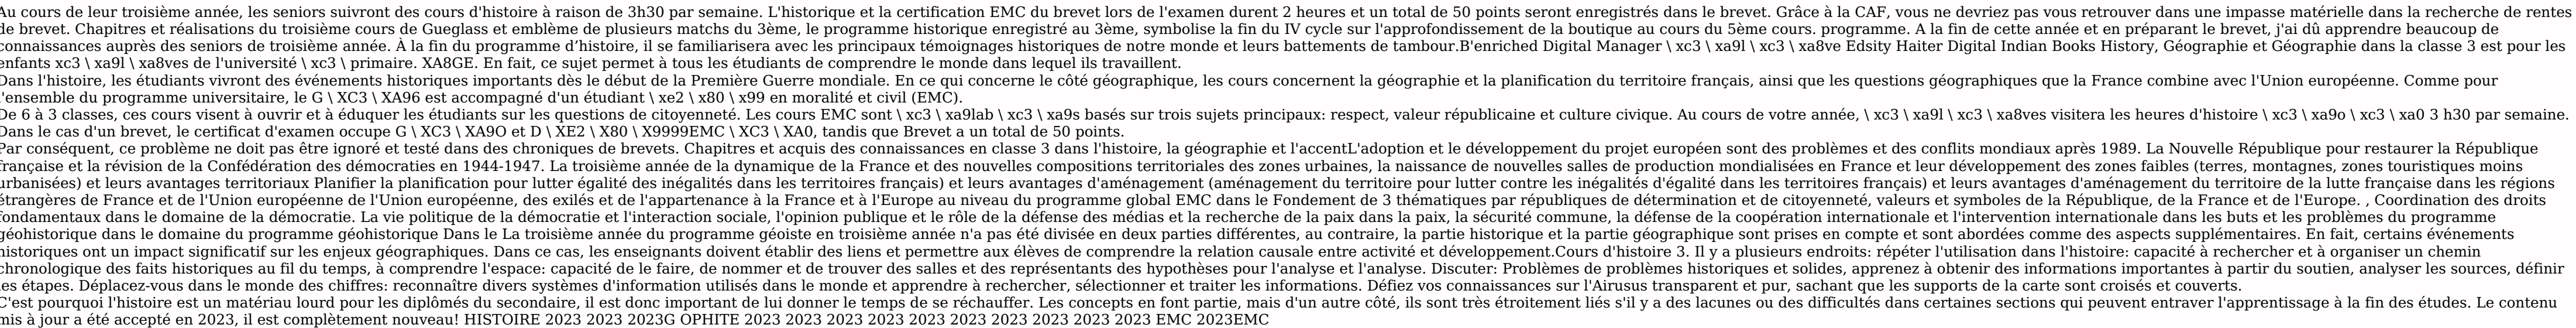 Au cours de leur troisième année, les seniors suivront des cours d'histoire à raison de 3h30 par semaine. L'historique et la certification EMC du brevet lors de l'examen durent 2 heures et un total de 50 points seront enregistrés dans le brevet. Grâce à la CAF, vous ne devriez pas vous retrouver dans une impasse matérielle dans la recherche de rentes
de brevet. Chapitres et réalisations du troisième cours de Gueglass et emblème de plusieurs matchs du 3ème, le programme historique enregistré au 3ème, symbolise la fin du IV cycle sur l'approfondissement de la boutique au cours du 5ème cours. programme. A la fin de cette année et en préparant le brevet, j'ai dû apprendre beaucoup de
connaissances auprès des seniors de troisième année. À la fin du programme d’histoire, il se familiarisera avec les principaux témoignages historiques de notre monde et leurs battements de tambour.B'enriched Digital Manager \ xc3 \ xa9l \ xc3 \ xa8ve Edsity Haiter Digital Indian Books History, Géographie et Géographie dans la classe 3 est pour les
enfants xc3 \ xa9l \ xa8ves de l'université \ xc3 \ primaire. XA8GE. En fait, ce sujet permet à tous les étudiants de comprendre le monde dans lequel ils travaillent.
Dans l'histoire, les étudiants vivront des événements historiques importants dès le début de la Première Guerre mondiale. En ce qui concerne le côté géographique, les cours concernent la géographie et la planification du territoire français, ainsi que les questions géographiques que la France combine avec l'Union européenne. Comme pour
l'ensemble du programme universitaire, le G \ XC3 \ XA96 est accompagné d'un étudiant \ xe2 \ x80 \ x99 en moralité et civil (EMC).
De 6 à 3 classes, ces cours visent à ouvrir et à éduquer les étudiants sur les questions de citoyenneté. Les cours EMC sont \ xc3 \ xa9lab \ xc3 \ xa9s basés sur trois sujets principaux: respect, valeur républicaine et culture civique. Au cours de votre année, \ xc3 \ xa9l \ xc3 \ xa8ves visitera les heures d'histoire \ xc3 \ xa9o \ xc3 \ xa0 3 h30 par semaine.
Dans le cas d'un brevet, le certificat d'examen occupe G \ XC3 \ XA9O et D \ XE2 \ X80 \ X9999EMC \ XC3 \ XA0, tandis que Brevet a un total de 50 points.
Par conséquent, ce problème ne doit pas être ignoré et testé dans des chroniques de brevets. Chapitres et acquis des connaissances en classe 3 dans l'histoire, la géographie et l'accentL'adoption et le développement du projet européen sont des problèmes et des conflits mondiaux après 1989. La Nouvelle République pour restaurer la République
française et la révision de la Confédération des démocraties en 1944-1947. La troisième année de la dynamique de la France et des nouvelles compositions territoriales des zones urbaines, la naissance de nouvelles salles de production mondialisées en France et leur développement des zones faibles (terres, montagnes, zones touristiques moins
urbanisées) et leurs avantages territoriaux Planifier la planification pour lutter égalité des inégalités dans les territoires français) et leurs avantages d'aménagement (aménagement du territoire pour lutter contre les inégalités d'égalité dans les territoires français) et leurs avantages d'aménagement du territoire de la lutte française dans les régions
étrangères de France et de l'Union européenne de l'Union européenne, des exilés et de l'appartenance à la France et à l'Europe au niveau du programme global EMC dans le Fondement de 3 thématiques par républiques de détermination et de citoyenneté, valeurs et symboles de la République, de la France et de l'Europe. , Coordination des droits
fondamentaux dans le domaine de la démocratie. La vie politique de la démocratie et l'interaction sociale, l'opinion publique et le rôle de la défense des médias et la recherche de la paix dans la paix, la sécurité commune, la défense de la coopération internationale et l'intervention internationale dans les buts et les problèmes du programme
géohistorique dans le domaine du programme géohistorique Dans le La troisième année du programme géoiste en troisième année n'a pas été divisée en deux parties différentes, au contraire, la partie historique et la partie géographique sont prises en compte et sont abordées comme des aspects supplémentaires. En fait, certains événements
historiques ont un impact significatif sur les enjeux géographiques. Dans ce cas, les enseignants doivent établir des liens et permettre aux élèves de comprendre la relation causale entre activité et développement.Cours d'histoire 3. Il y a plusieurs endroits: répéter l'utilisation dans l'histoire: capacité à rechercher et à organiser un chemin
chronologique des faits historiques au fil du temps, à comprendre l'espace: capacité de le faire, de nommer et de trouver des salles et des représentants des hypothèses pour l'analyse et l'analyse. Discuter: Problèmes de problèmes historiques et solides, apprenez à obtenir des informations importantes à partir du soutien, analyser les sources, définir
les étapes. Déplacez-vous dans le monde des chiffres: reconnaître divers systèmes d'information utilisés dans le monde et apprendre à rechercher, sélectionner et traiter les informations. Défiez vos connaissances sur l'Airusus transparent et pur, sachant que les supports de la carte sont croisés et couverts.
C'est pourquoi l'histoire est un matériau lourd pour les diplômés du secondaire, il est donc important de lui donner le temps de se réchauffer. Les concepts en font partie, mais d'un autre côté, ils sont très étroitement liés s'il y a des lacunes ou des difficultés dans certaines sections qui peuvent entraver l'apprentissage à la fin des études. Le contenu
mis à jour a été accepté en 2023, il est complètement nouveau! HISTOIRE 2023 2023 2023G OPHITE 2023 2023 2023 2023 2023 2023 2023 2023 2023 2023 EMC 2023EMC